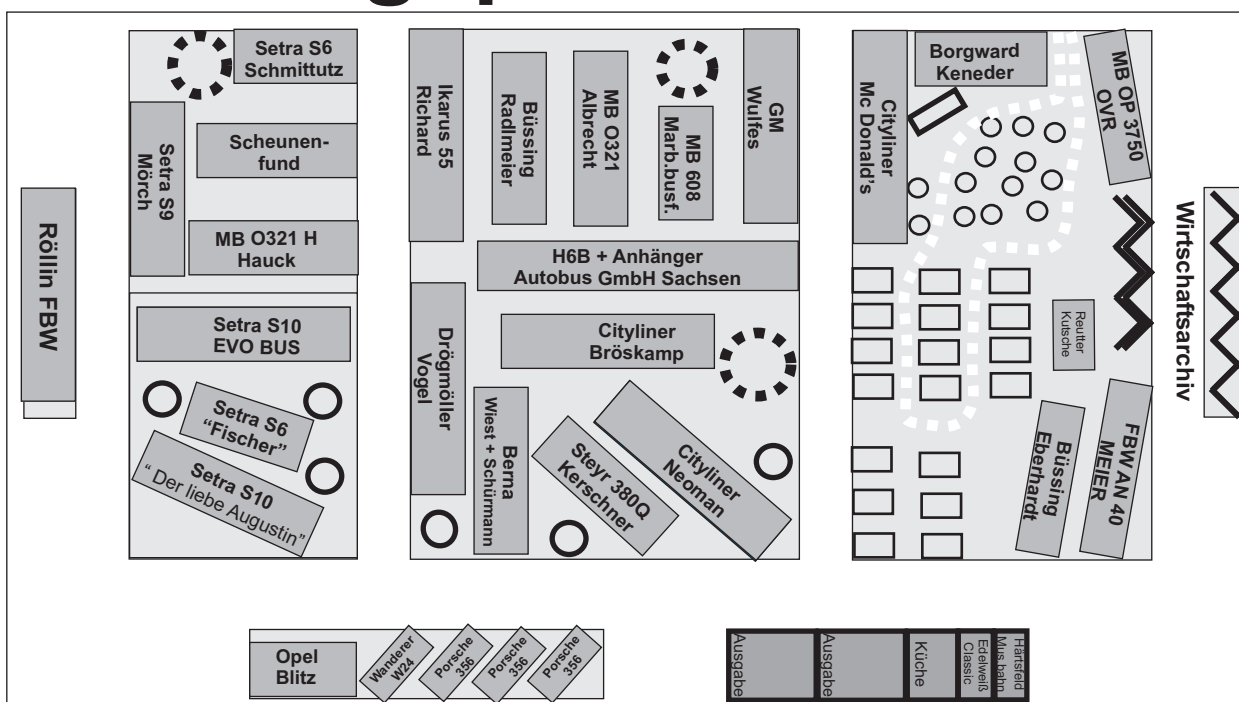 Röllin FBW
Setra S6
Schmittutz
Setra S9
Mörch
Scheunen-
fund
MB O321 H
Hauck
Setra S10
EVO BUS
Setra S6
“Fischer”
Setra S10
“ Der liebe Augustin”
Ikarus 55
Richard
Büssing
Radlmeier
MB O321
Albrecht
MB 608
Marb.busf.
GM
Wulfes
H6B + Anhänger
Autobus GmbH Sachsen
Drögmöller
Vogel
Cityliner
Bröskamp
Berna
Wiest + Schürmann
Steyr 380Q
Kerschner
Cityliner
Neoman
Cityliner
Mc Donald's
Borgward
Keneder
MB OP 3750
OVR
Reutter
Kutsche
Büssing
Eberhardt
FBW AN 40
MEIER
Wirtschaftsarchiv
Opel
Blitz
Wanderer
W24
Porsche
356
Porsche
356
Porsche
356
Ausgabe
Ausgabe
Küche
Edelweiß
Classic
Härtsfeld
Mus.bahn